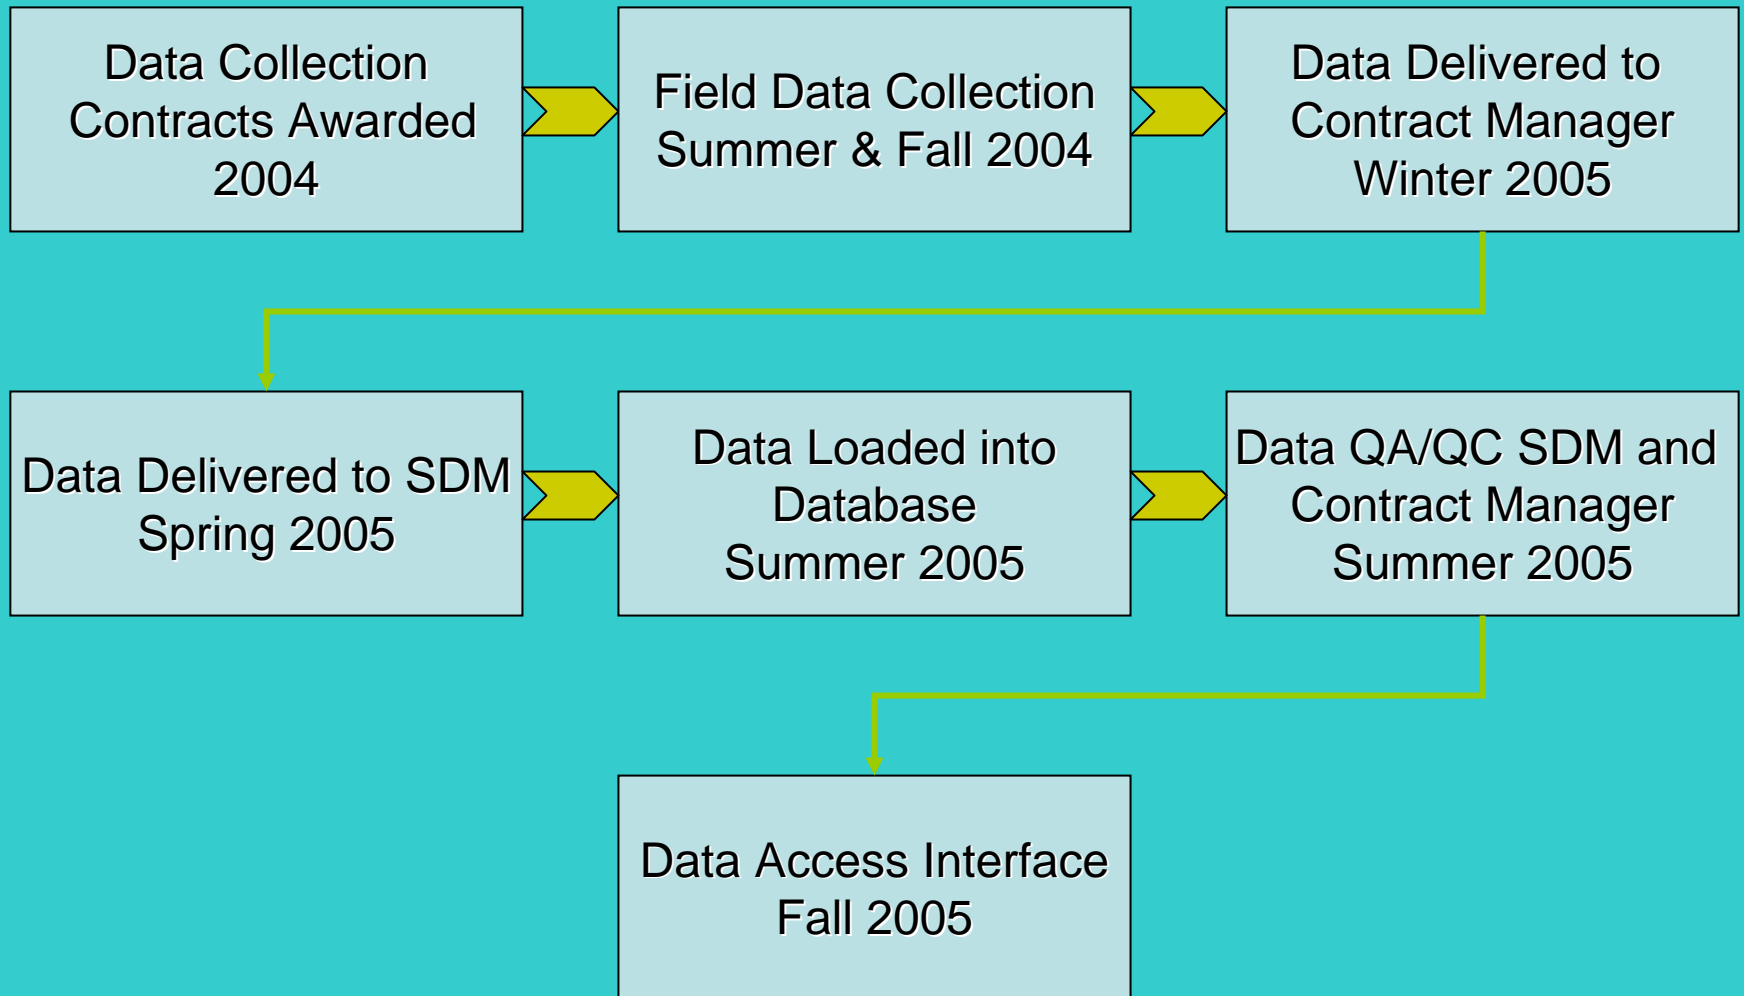 Data Collection
Contracts Awarded
2004
Field Data Collection
Summer & Fall 2004
Data Delivered to
Contract Manager
Winter 2005
Data Delivered to SDM
Spring 2005
Data Loaded into
Database
Summer 2005
Data QA/QC SDM and
Contract Manager
Summer 2005
Data Access Interface
Fall 2005